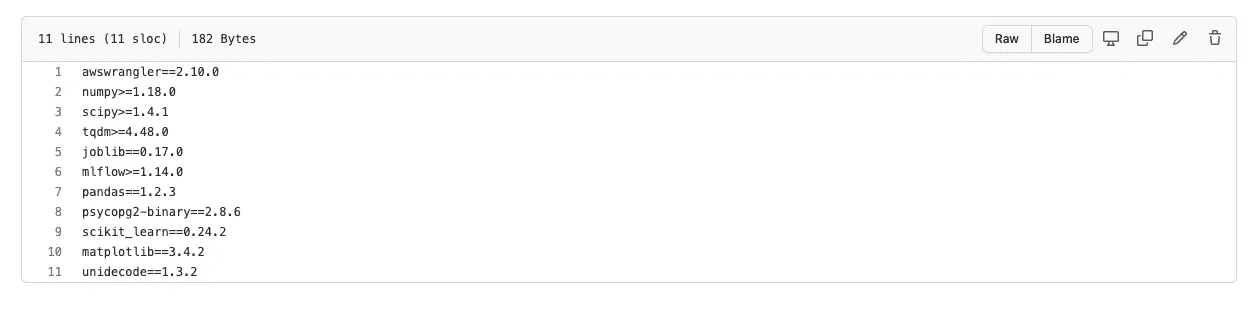 11 lines (11 sloc) 182 Bytes Raw Blame
1 awswrangler==2.10.0
2 numpy>=1.18.0
3 scipy>=1.4.1
4 tqdm>=4.48.0
5 joblib==0.17.0
6 mlflow>=1.14.0
7 pandas==1.2.3
8 psycopg2-binary==2.8.6
9 scikit_learn==0.24.2
10 matplotlib==3.4.2
11 unidecode==1.3.2